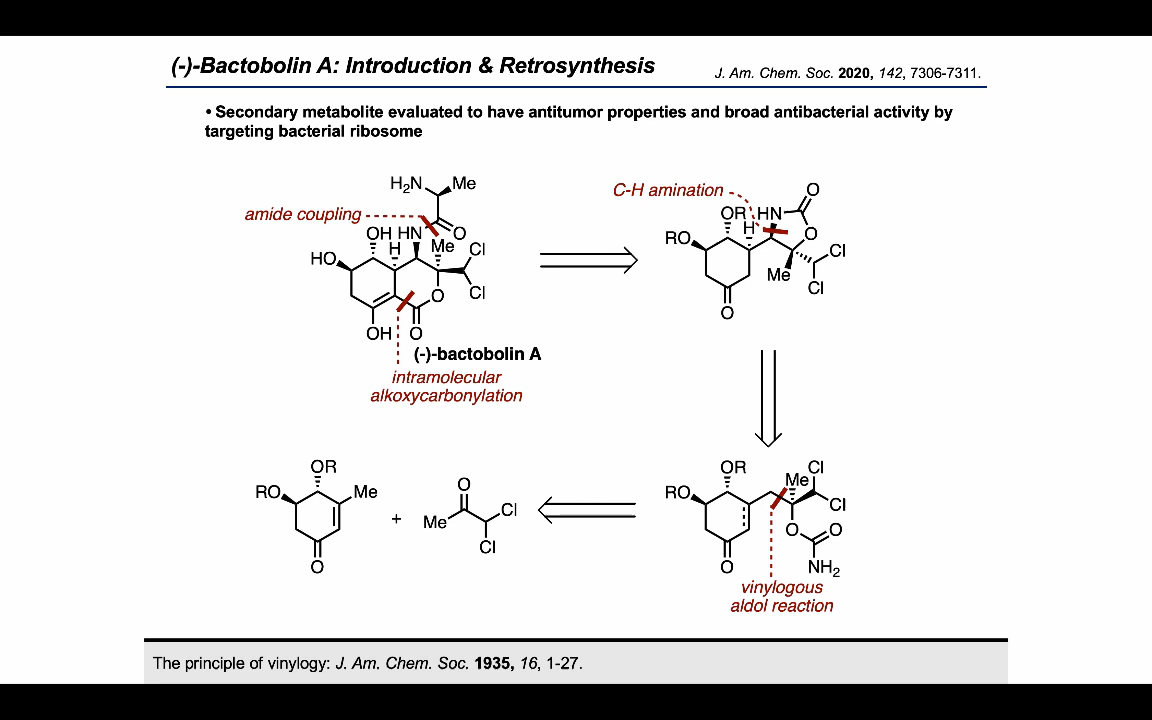 (-)-Bactobolin A: Introduction & Retrosynthesis
J. Am. Chem. Soc. 2020, 142, 7306-7311.
• Secondary metabolite evaluated to have antitumor properties and broad antibacterial activity by
targeting bacterial ribosome
H2N
Me
amide coupling
O
OH
HN
H
Me
Cl
HO
O
Cl
OH
O
(-)-bactobolin A
intramolecular
alkoxycarbonylation
C-H amination
O
OR
HN
H
O
RO
Cl
Me
Cl
O
OR
RO
Me
O
+
O
Me
Cl
Cl
OR
Me
Cl
RO
Cl
O
O
O
NH2
vinylogous
aldol reaction
The principle of vinylogy: J. Am. Chem. Soc. 1935, 16, 1-27.